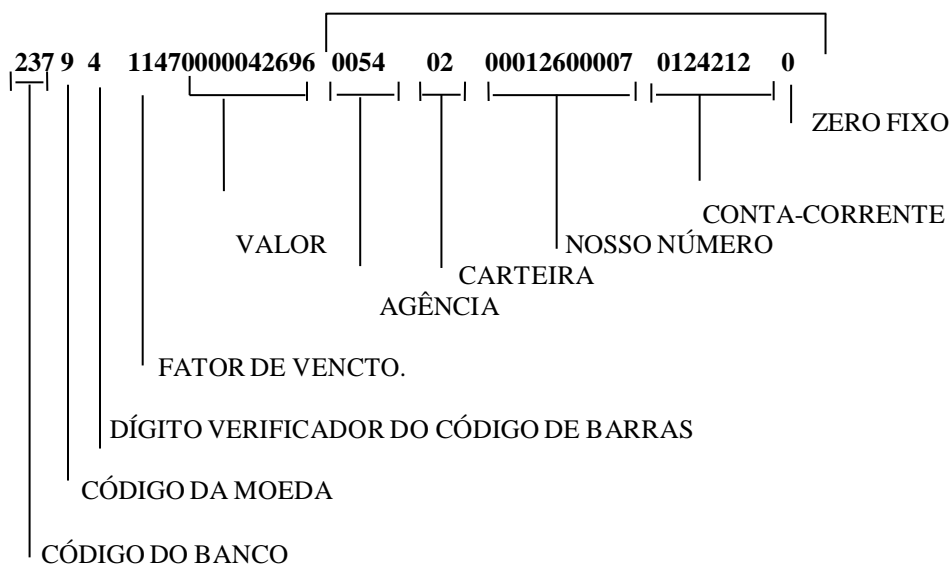 237 9 4 11470000042696 0054 02 00012600007 0124212 0
ZERO FIXO
CONTA-CORRENTE
VALOR
NOSSO NÚMERO
CARTEIRA
AGÊNCIA
FATOR DE VENCTO.
DÍGITO VERIFICADOR DO CÓDIGO DE BARRAS
CÓDIGO DA MOEDA
CÓDIGO DO BANCO